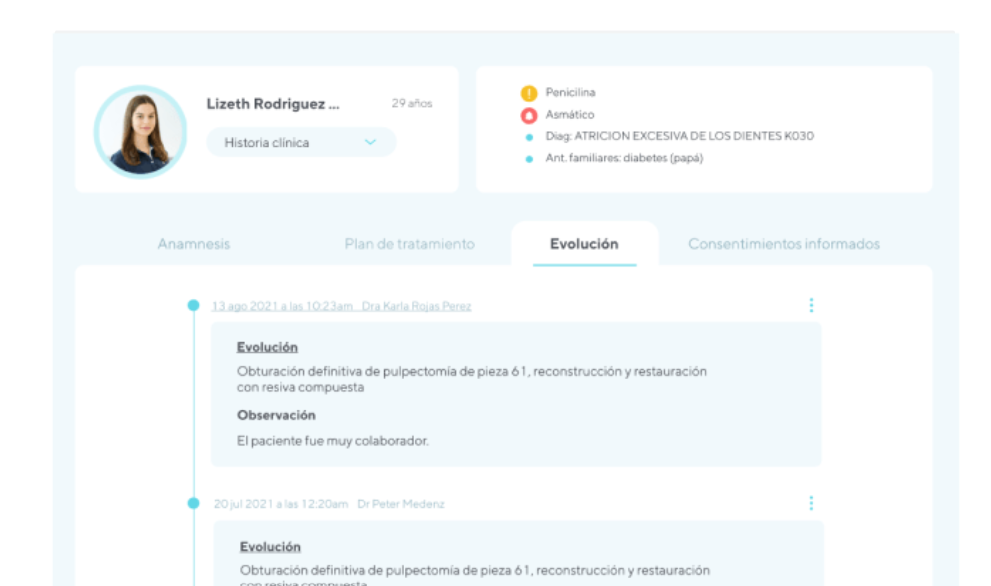 Lizeth Rodriguez ...
29 años
Historia clínica
Penicilina
Asmático
Diag: ATRICION EXCESIVA DE LOS DIENTES K030
Ant. familiares: diabetes (papá)
Anamnesis
Plan de tratamiento
Evolución
Consentimientos informados
13 ago 2021 a las 10:23am Dra Karla Rojas Perez
Evolución
Obturación definitiva de pulpectomía de pieza 61, reconstrucción y restauración
con resiva compuesta
Observación
El paciente fue muy colaborador.
20 jul 2021 a las 12:20am Dr Peter Medenz
Evolución
Obturación definitiva de pulpectomía de pieza 61, reconstrucción y restauración
con resiva compuesta